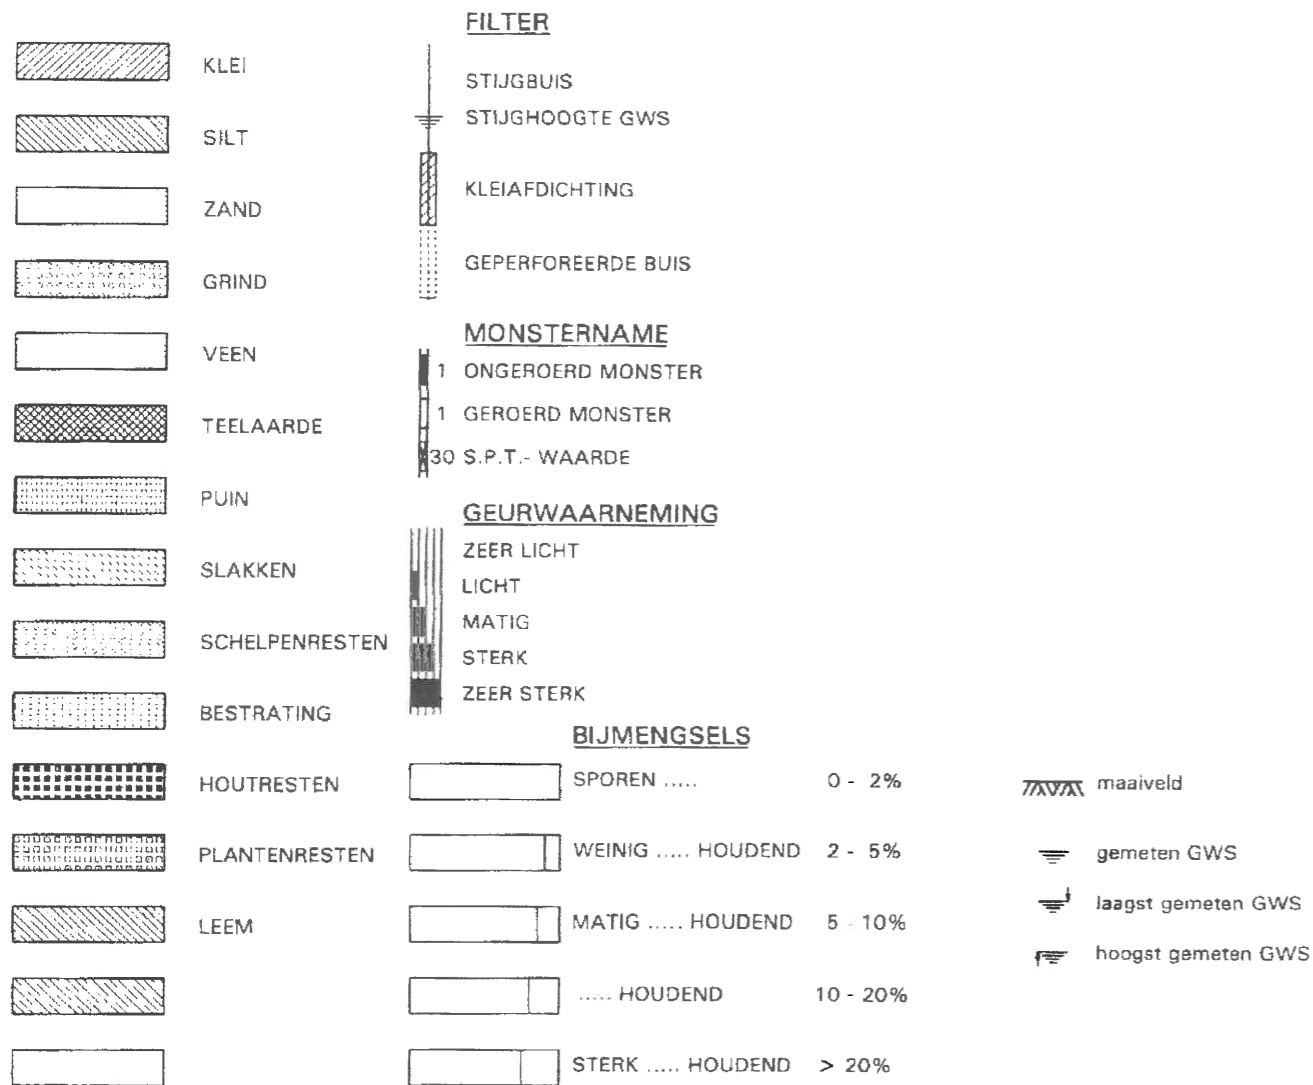 KLEI
SILT
ZAND
GRIND
VEEN
TEELAARDE
PUIN
SLAKKEN
SCHELPENRESTEN
BESTRATING
HOUTRESTEN
PLANTENRESTEN
LEEM
FILTER
STIJGBUIS
STIJGHOOGTE GWS
KLEIAFDICHTING
GEPERFOREERDE BUIS
MONSTERNAME
1 ONGEROERD MONSTER
1 GEROERD MONSTER
30 S.P.T.- WAARDE
GEURWAARNEMING
ZEER LICHT
LICHT
MATIG
STERK
ZEER STERK
BIJMENGSELS
SPOREN ..... 0 - 2%
WEINIG ..... HOUDEND 2 - 5%
MATIG ..... HOUDEND 5 - 10%
..... HOUDEND 10 - 20%
STERK ..... HOUDEND > 20%
maaiveld
gemeten GWS
laagst gemeten GWS
hoogst gemeten GWS